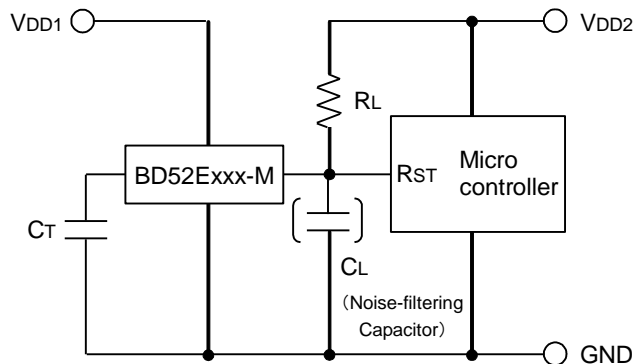 VDD1
VDD2
RL
BD52Exxx-M
RST
Micro
controller
CT
CL
（Noise-filtering
Capacitor）
GND